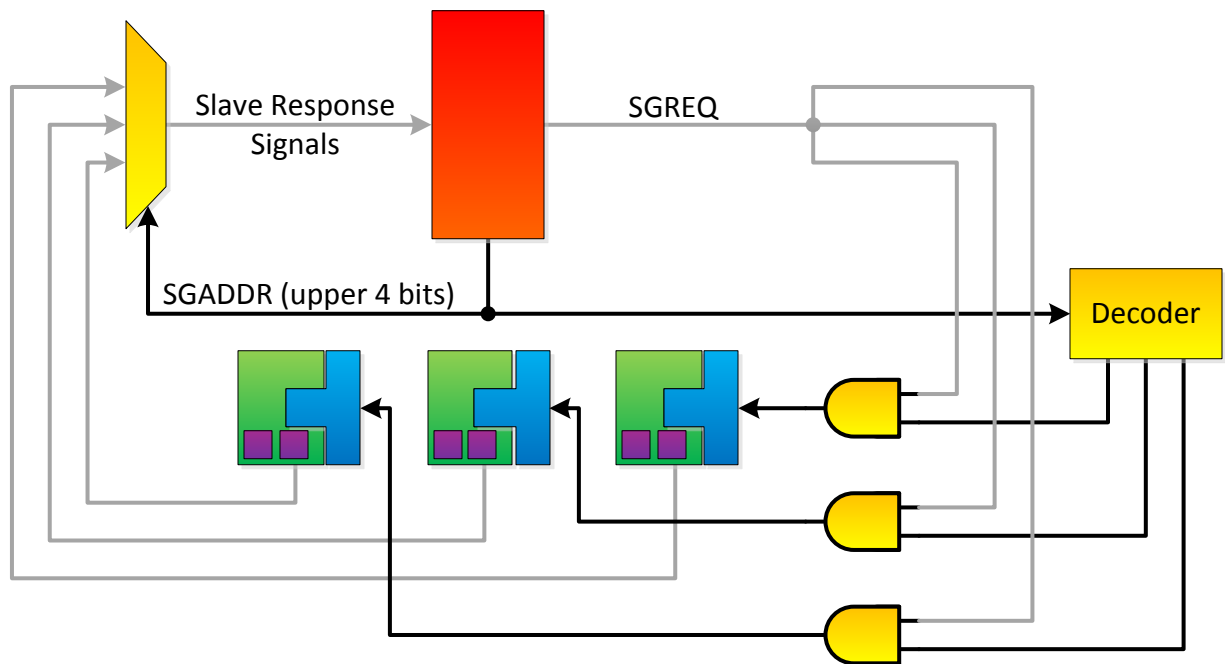 Slave Response
Signals
SGREQ
SGADDR (upper 4 bits)
Decoder